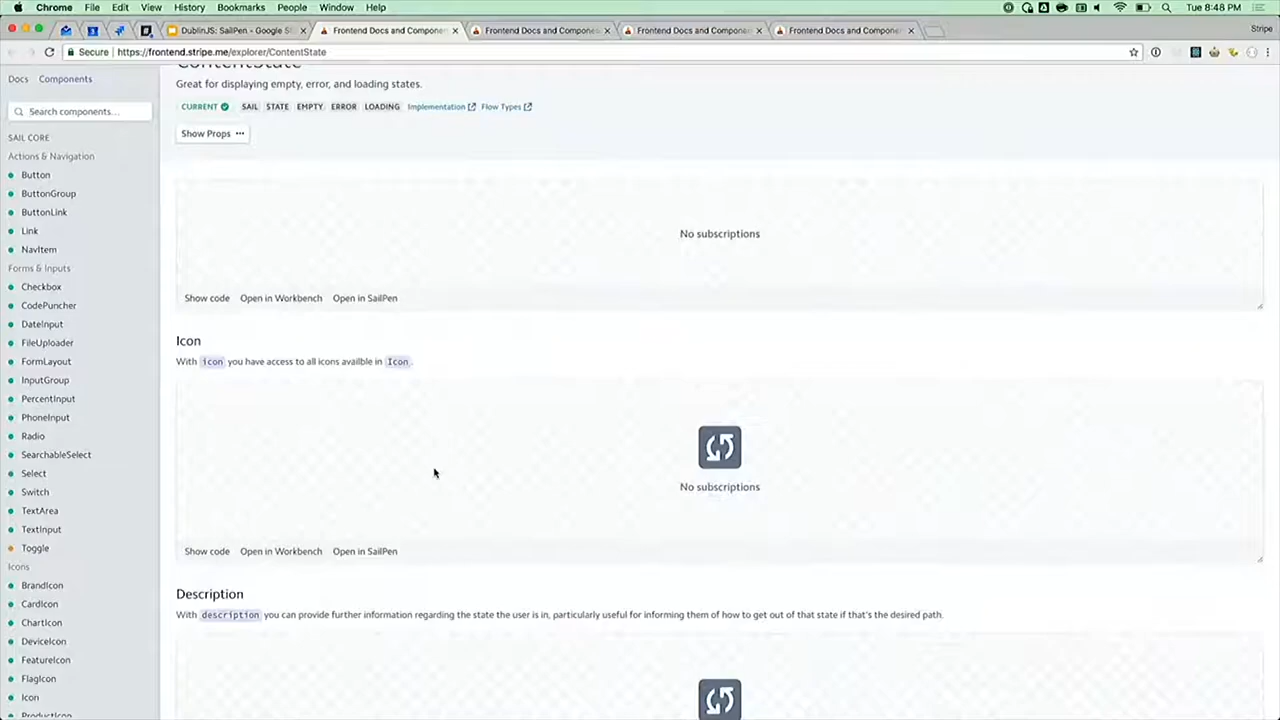 Chrome File Edit View History Bookmarks People Window Help Tue 8:48 PM
DublinJS: SailPen - Google Sl Frontend Docs and Componen Frontend Docs and Componen Frontend Docs and Componen Frontend Docs and Componen Stripe
Secure https://frontend.stripe.me/explorer/ContentState
Docs Components
Search components...
SAIL CORE
Actions & Navigation
Button
ButtonGroup
ButtonLink
Link
NavItem
Forms & Inputs
Checkbox
CodePuncher
DateInput
FileUploader
FormLayout
InputGroup
PercentInput
PhoneInput
Radio
SearchableSelect
Select
Switch
TextArea
TextInput
Toggle
Icons
BrandIcon
CardIcon
ChartIcon
DeviceIcon
FeatureIcon
FlagIcon
Icon
ProductIcon
ContentState
Great for displaying empty, error, and loading states.
CURRENT SAIL STATE EMPTY ERROR LOADING Implementation Flow Types
Show Props •••
No subscriptions
Show code Open in Workbench Open in SailPen
Icon
With icon you have access to all icons availble in Icon.
No subscriptions
Show code Open in Workbench Open in SailPen
Description
With description you can provide further information regarding the state the user is in, particularly useful for informing them of how to get out of that state if that's the desired path.